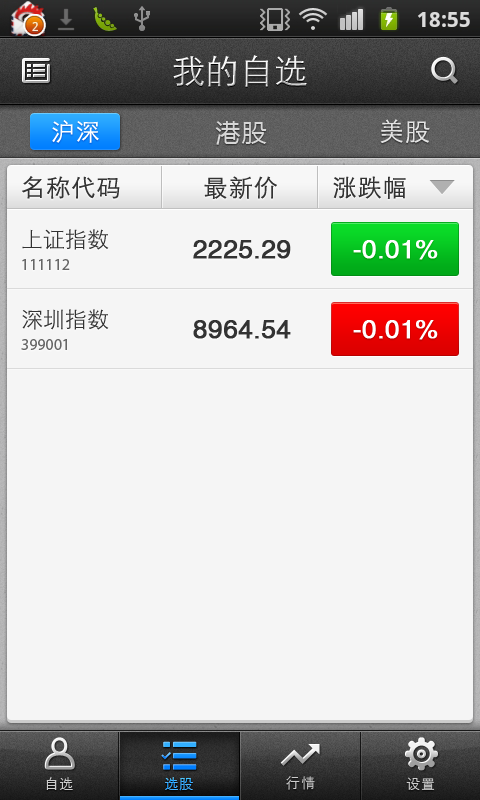 2 18:55
我的自选
沪深 港股 美股
名称代码 最新价 涨跌幅
上证指数 2225.29 -0.01%
111112
深圳指数 8964.54 -0.01%
399001
自选 选股 行情 设置